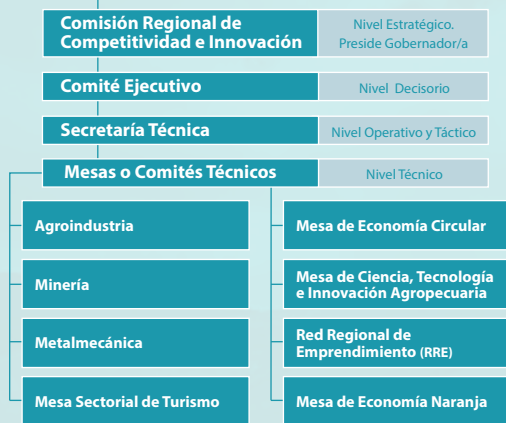 Comisión Regional de
Competitividad e Innovación
Nivel Estratégico.
Preside Gobernador/a
Comité Ejecutivo
Nivel Decisorio
Secretaría Técnica
Nivel Operativo y Táctico
Mesas o Comités Técnicos
Nivel Técnico
Agroindustria
Minería
Metalmecánica
Mesa Sectorial de Turismo
Mesa de Economía Circular
Mesa de Ciencia, Tecnología
e Innovación Agropecuaria
Red Regional de
Emprendimiento (RRE)
Mesa de Economía Naranja